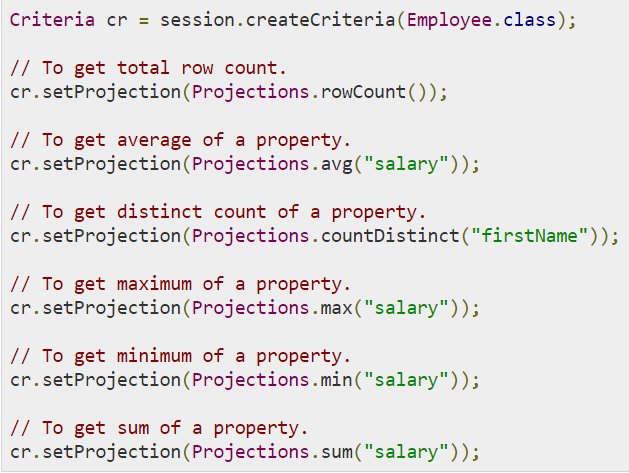 Criteria cr = session.createCriteria(Employee.class);
// To get total row count.
cr.setProjection(Projections.rowCount());
// To get average of a property.
cr.setProjection(Projections.avg("salary"));
// To get distinct count of a property.
cr.setProjection(Projections.countDistinct("firstName"));
// To get maximum of a property.
cr.setProjection(Projections.max("salary"));
// To get minimum of a property.
cr.setProjection(Projections.min("salary"));
// To get sum of a property.
cr.setProjection(Projections.sum("salary"));